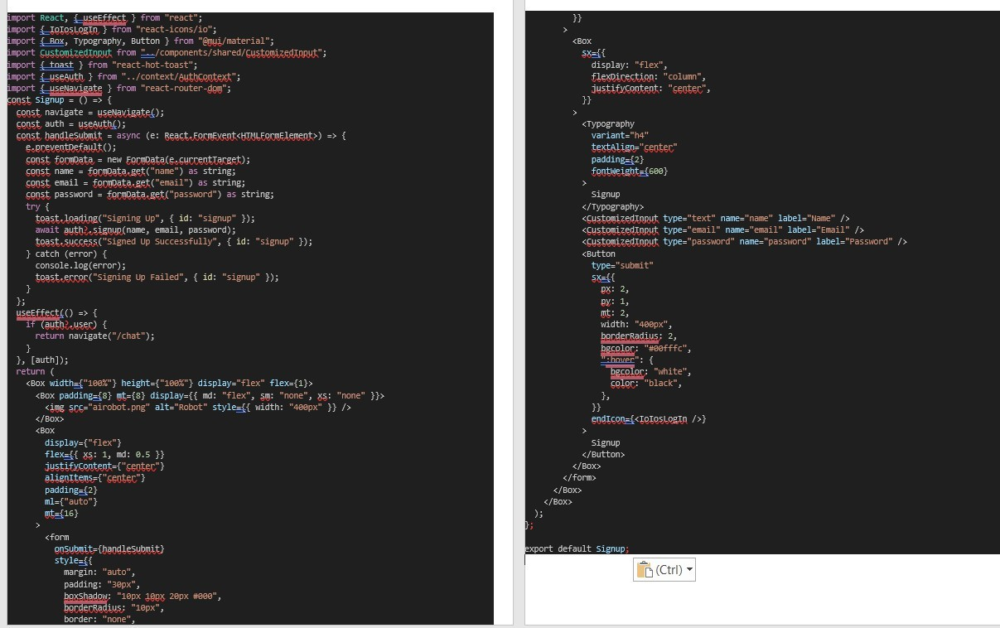 import React, { useEffect } from "react";
import { IoIosLogIn } from "react-icons/io";
import { Box, Typography, Button } from "@mui/material";
import CustomizedInput from "../components/shared/CustomizedInput";
import { toast } from "react-hot-toast";
import { useAuth } from "../context/AuthContext";
import { useNavigate } from "react-router-dom";
const Signup = () => {
  const navigate = useNavigate();
  const auth = useAuth();
  const handleSubmit = async (e: React.FormEvent<HTMLFormElement>) => {
    e.preventDefault();
    const formData = new FormData(e.currentTarget);
    const name = formData.get("name") as string;
    const email = formData.get("email") as string;
    const password = formData.get("password") as string;
    try {
      toast.loading("Signing Up", { id: "signup" });
      await auth?.signup(name, email, password);
      toast.success("Signed Up Successfully", { id: "signup" });
    } catch (error) {
      console.log(error);
      toast.error("Signing Up Failed", { id: "signup" });
    }
  };
  useEffect(() => {
    if (auth?.user) {
      return navigate("/chat");
    }
  }, [auth]);
  return (
    <Box width={"100%"} height={"100%"} display="flex" flex={1}>
      <Box padding={8} mt={8} display={{ md: "flex", sm: "none", xs: "none" }}>
        <img src="airobot.png" alt="Robot" style={{ width: "400px" }} />
      </Box>
      <Box
        display={"flex"}
        flex={{ xs: 1, md: 0.5 }}
        justifyContent={"center"}
        alignItems={"center"}
        padding={2}
        ml={"auto"}
        mt={16}
      >
        <form
          onSubmit={handleSubmit}
          style={{
            margin: "auto",
            padding: "30px",
            boxShadow: "10px 10px 20px #000",
            borderRadius: "10px",
            border: "none",
          }}
        >
          <Box
            sx={{
              display: "flex",
              flexDirection: "column",
              justifyContent: "center",
            }}
          >
            <Typography
              variant="h4"
              textAlign="center"
              padding={2}
              fontWeight={600}
            >
              Signup
            </Typography>
            <CustomizedInput type="text" name="name" label="Name" />
            <CustomizedInput type="email" name="email" label="Email" />
            <CustomizedInput type="password" name="password" label="Password" />
            <Button
              type="submit"
              sx={{
                px: 2,
                py: 1,
                mt: 2,
                width: "400px",
                borderRadius: 2,
                bgcolor: "#00fffc",
                ":hover": {
                  bgcolor: "white",
                  color: "black",
                },
              }}
              endIcon={<IoIosLogIn />}
            >
              Signup
            </Button>
          </Box>
        </form>
      </Box>
    </Box>
  );
};

export default Signup;
(Ctrl)